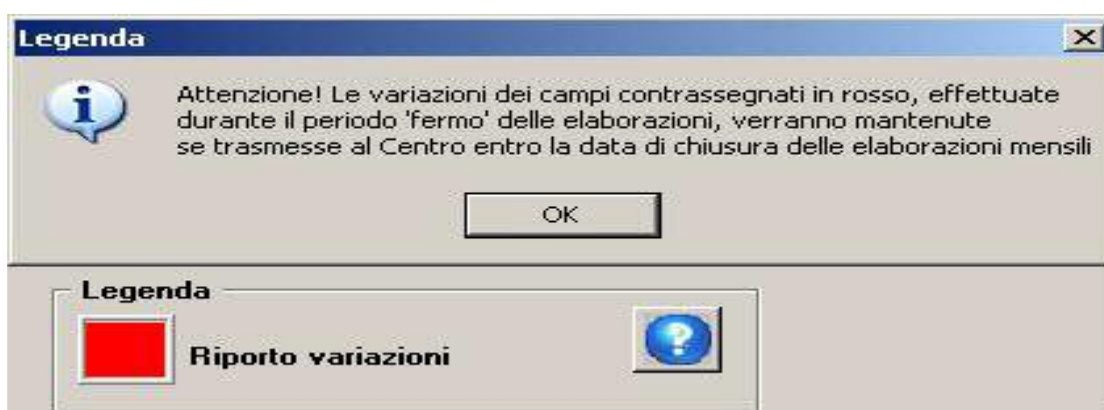 Legenda
Attenzione! Le variazioni dei campi contrassegnati in rosso, effettuate
durante il periodo 'fermo' delle elaborazioni, verranno mantenute
se trasmesse al Centro entro la data di chiusura delle elaborazioni mensili
OK
Legenda
Riporto variazioni